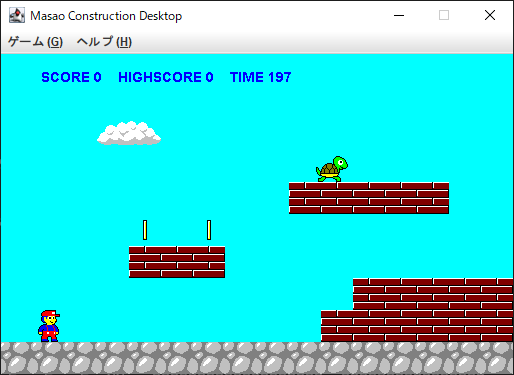 Masao Construction Desktop
ゲーム(G) ヘルプ(H)
SCORE 0 HIGHSCORE 0 TIME 197